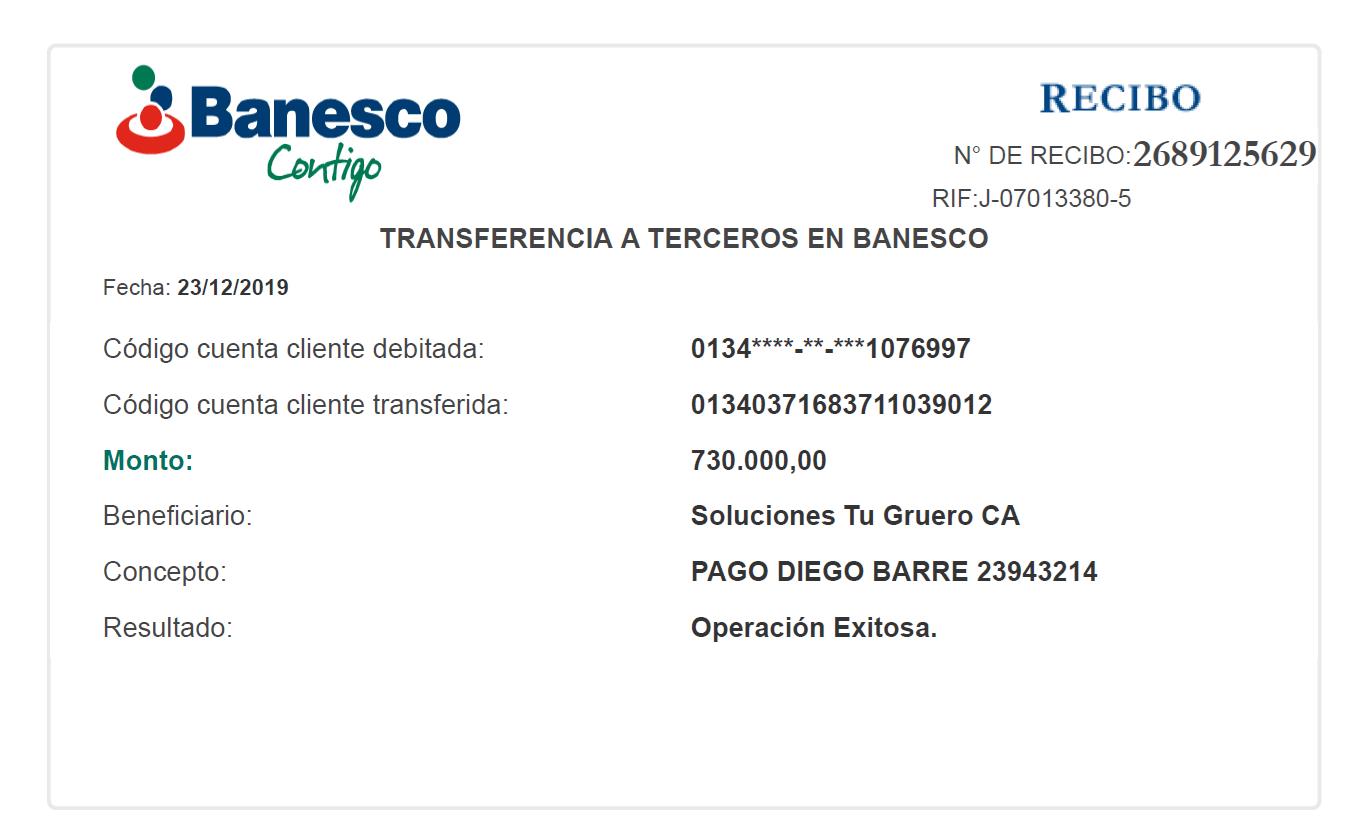 Banesco
Contigo
RECIBO
N° DE RECIBO:2689125629
RIF:J-07013380-5
TRANSFERENCIA A TERCEROS EN BANESCO
Fecha: 23/12/2019
Código cuenta cliente debitada: 0134****-**-***1076997
Código cuenta cliente transferida: 01340371683711039012
Monto: 730.000,00
Beneficiario: Soluciones Tu Gruero CA
Concepto: PAGO DIEGO BARRE 23943214
Resultado: Operación Exitosa.